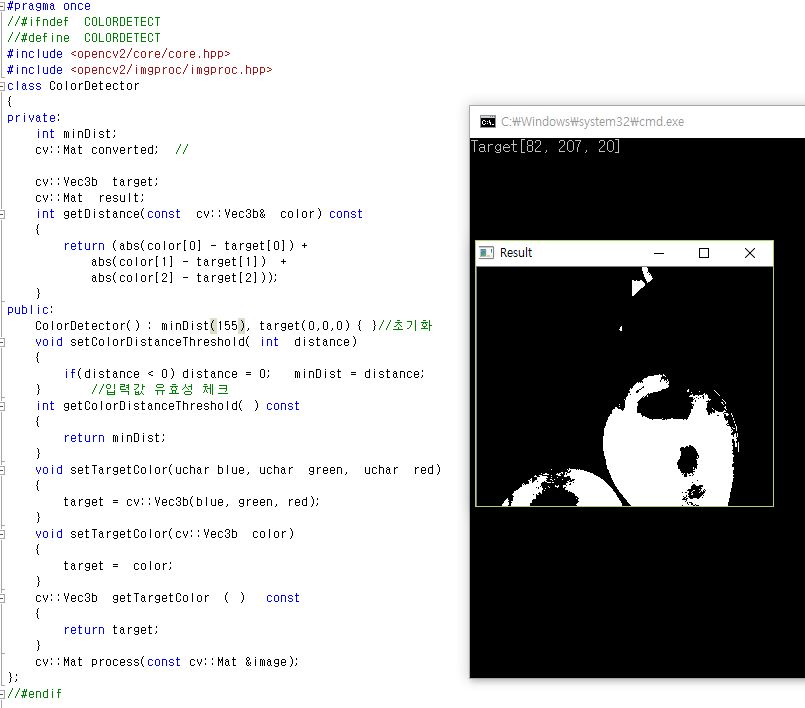 #pragma once
//#ifndef  COLORDETECT
//#define  COLORDETECT
#include <opencv2/core/core.hpp>
#include <opencv2/imgproc/imgproc.hpp>
class ColorDetector
{
private:
    int minDist;
    cv::Mat converted;  //

    cv::Vec3b  target;
    cv::Mat  result;
    int getDistance(const  cv::Vec3b&  color) const
    {
        return (abs(color[0] - target[0]) +
            abs(color[1] - target[1])  +
            abs(color[2] - target[2]));
    }
public:
    ColorDetector() : minDist(155), target(0,0,0) { }//초기화
    void setColorDistanceThreshold( int  distance)
    {
        if(distance < 0) distance = 0;   minDist = distance;
    }       //입력값 유효성 체크
    int getColorDistanceThreshold( ) const
    {
        return minDist;
    }
    void setTargetColor(uchar blue, uchar  green,  uchar  red)
    {
        target = cv::Vec3b(blue, green, red);
    }
    void setTargetColor(cv::Vec3b  color)
    {
        target =  color;
    }
    cv::Vec3b  getTargetColor  ( )   const
    {
        return target;
    }
    cv::Mat process(const cv::Mat &image);
};
//#endif
C:\. C:₩Windows₩system32₩cmd.exe
Target[82, 207, 20]
Result